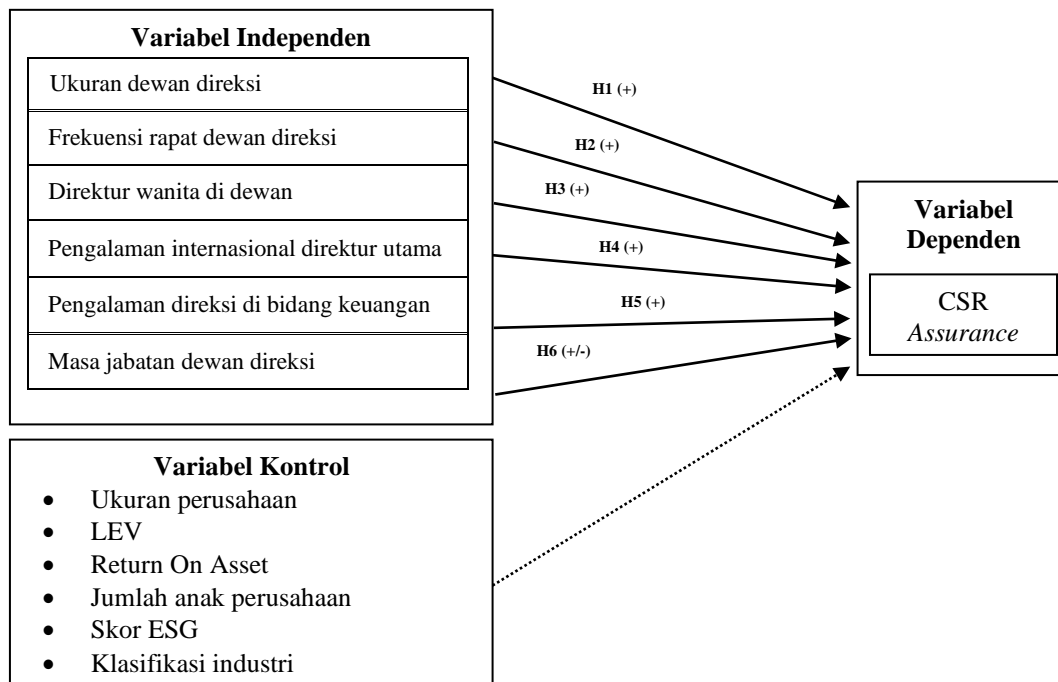 Variabel Independen
Ukuran dewan direksi
Frekuensi rapat dewan direksi
Direktur wanita di dewan
Pengalaman internasional direktur utama
Pengalaman direksi di bidang keuangan
Masa jabatan dewan direksi
H1 (+)
H2 (+)
H3 (+)
H4 (+)
H5 (+)
H6 (+/-)
Variabel
Dependen
CSR
Assurance
Variabel Kontrol
• Ukuran perusahaan
• LEV
• Return On Asset
• Jumlah anak perusahaan
• Skor ESG
• Klasifikasi industri